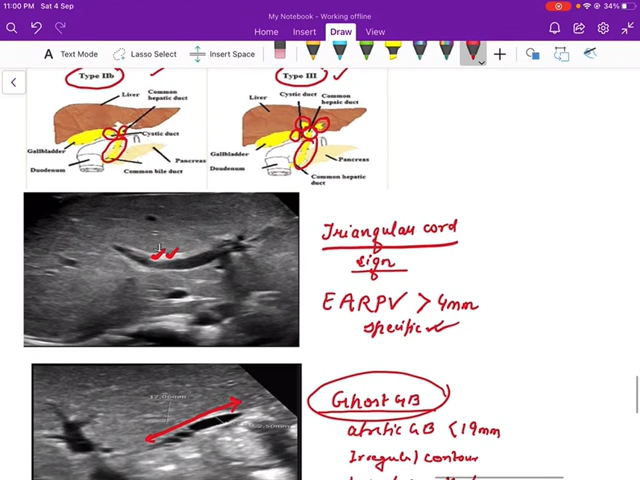 11:00 PM Sat 4 Sep
34%
My Notebook - Working offline
Home Insert Draw View
Text Mode Lasso Select Insert Space
Type IIb
Type III
Liver
Common hepatic duct
Cystic duct
Gallbladder
Duodenum
Pancreas
Common bile duct
Cystic duct
Common hepaic duct
Liver
Gallbladder
Duodenum
Pancreas
Common hepatic duct
Triangular cord
sign
EARPV > 4mm
specific
17.06mm
Ghost GB
atretic GB < 19mm
Irregular contour